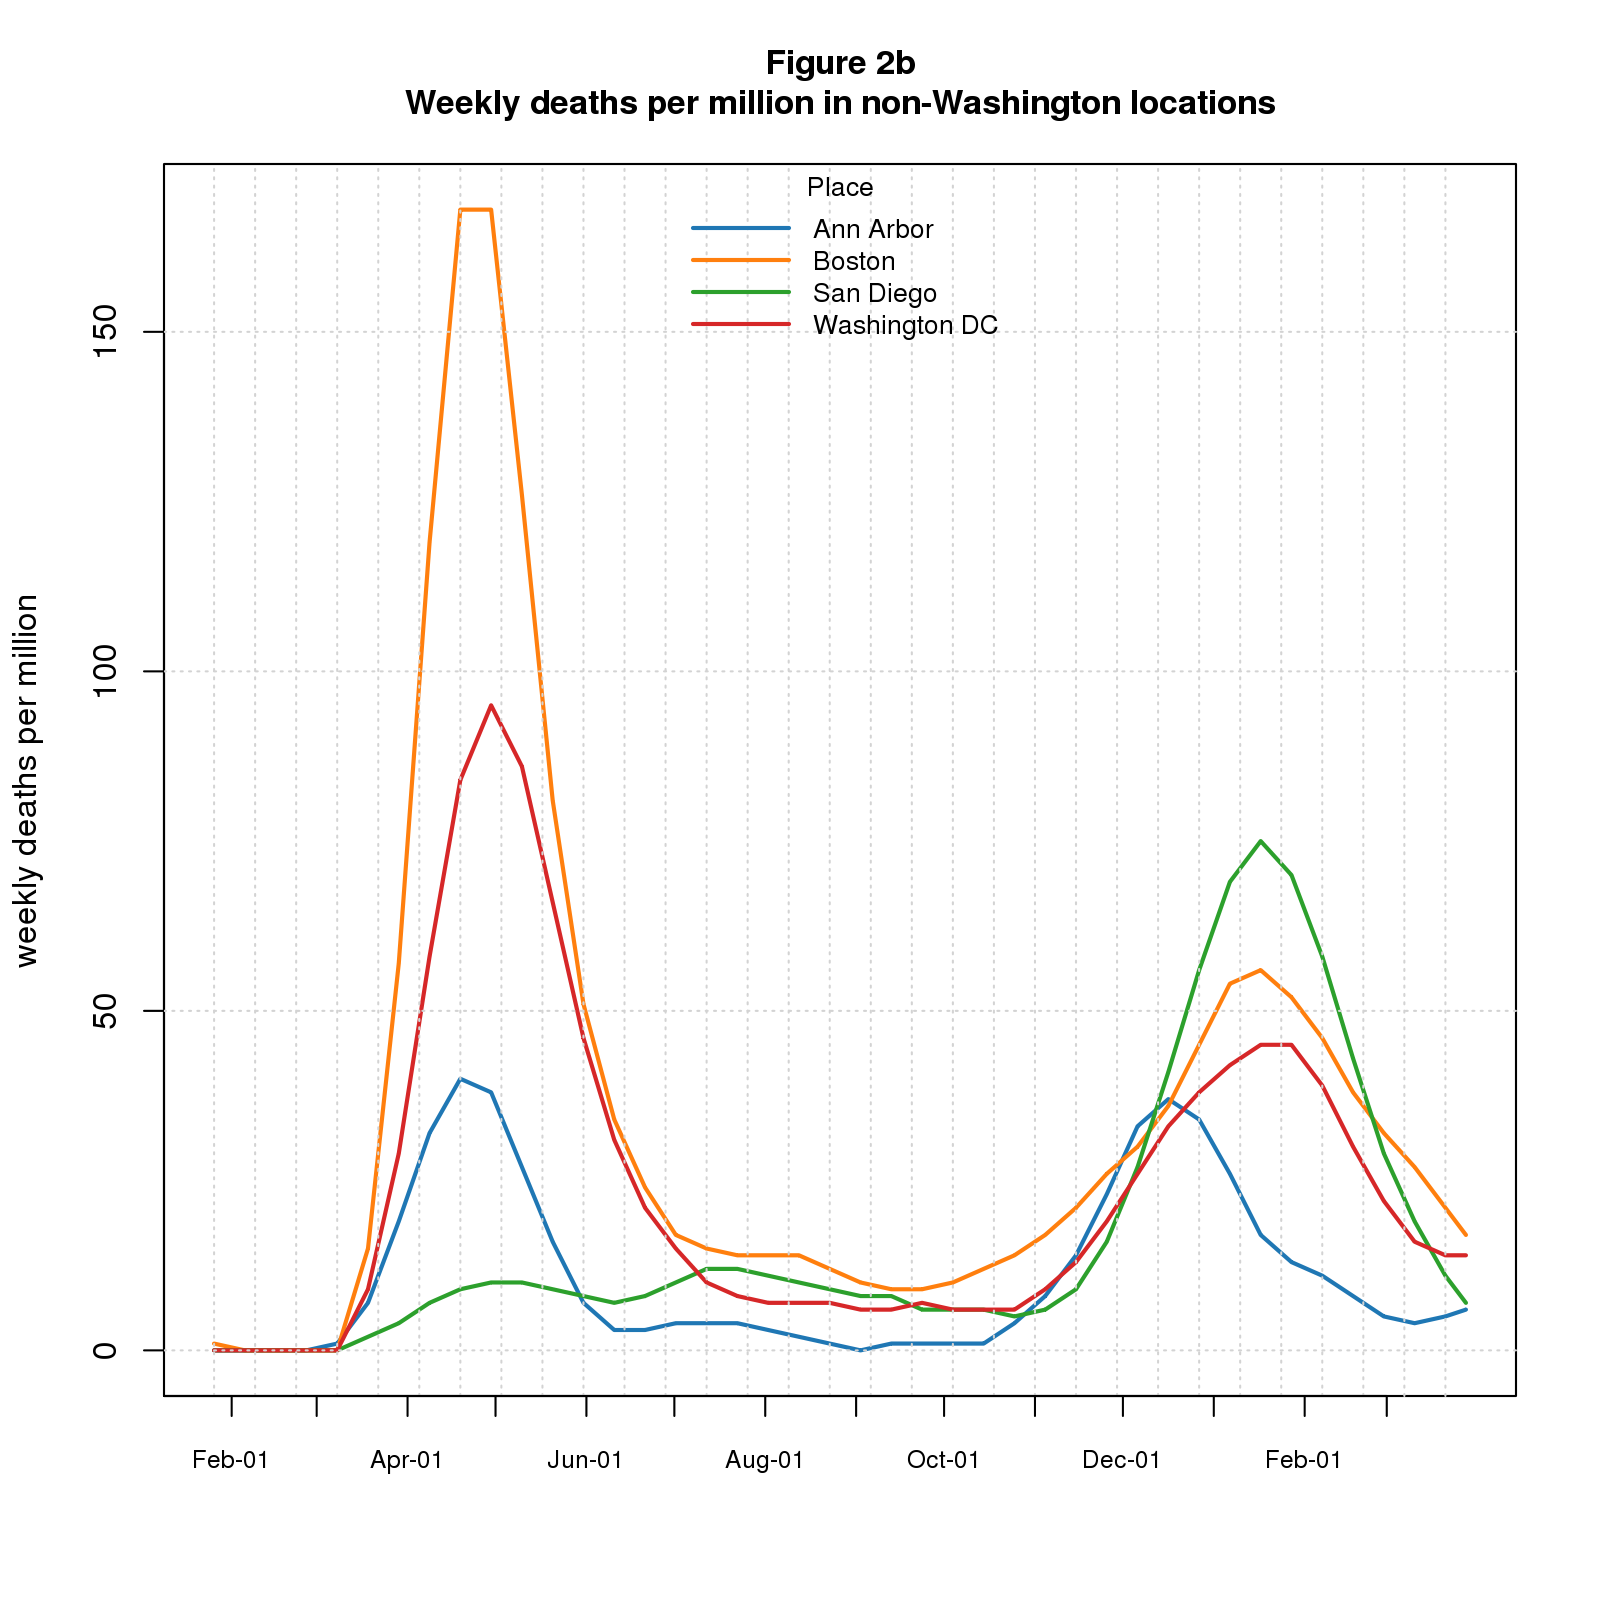 Figure 2b
Weekly deaths per million in non-Washington locations
Place
Ann Arbor
Boston
San Diego
Washington DC
weekly deaths per million
150
100
50
0
Feb-01 Apr-01 Jun-01 Aug-01 Oct-01 Dec-01 Feb-01